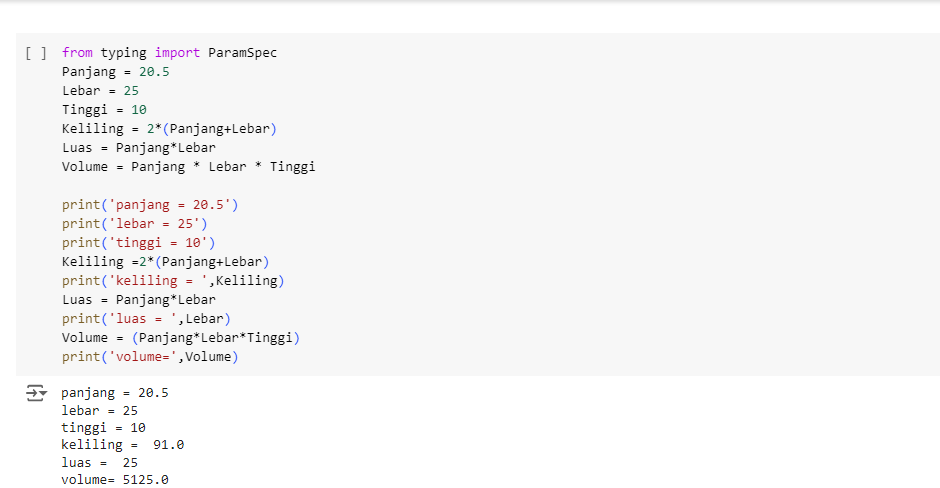 [ ] from typing import ParamSpec
Panjang = 20.5
Lebar = 25
Tinggi = 10
Keliling = 2*(Panjang+Lebar)
Luas = Panjang*Lebar
Volume = Panjang * Lebar * Tinggi
print('panjang = 20.5')
print('lebar = 25')
print('tinggi = 10')
Keliling =2*(Panjang+Lebar)
print('keliling = ',Keliling)
Luas = Panjang*Lebar
print('luas = ',Lebar)
Volume = (Panjang*Lebar*Tinggi)
print('volume=',Volume)
panjang = 20.5
lebar = 25
tinggi = 10
keliling =  91.0
luas =  25
volume= 5125.0